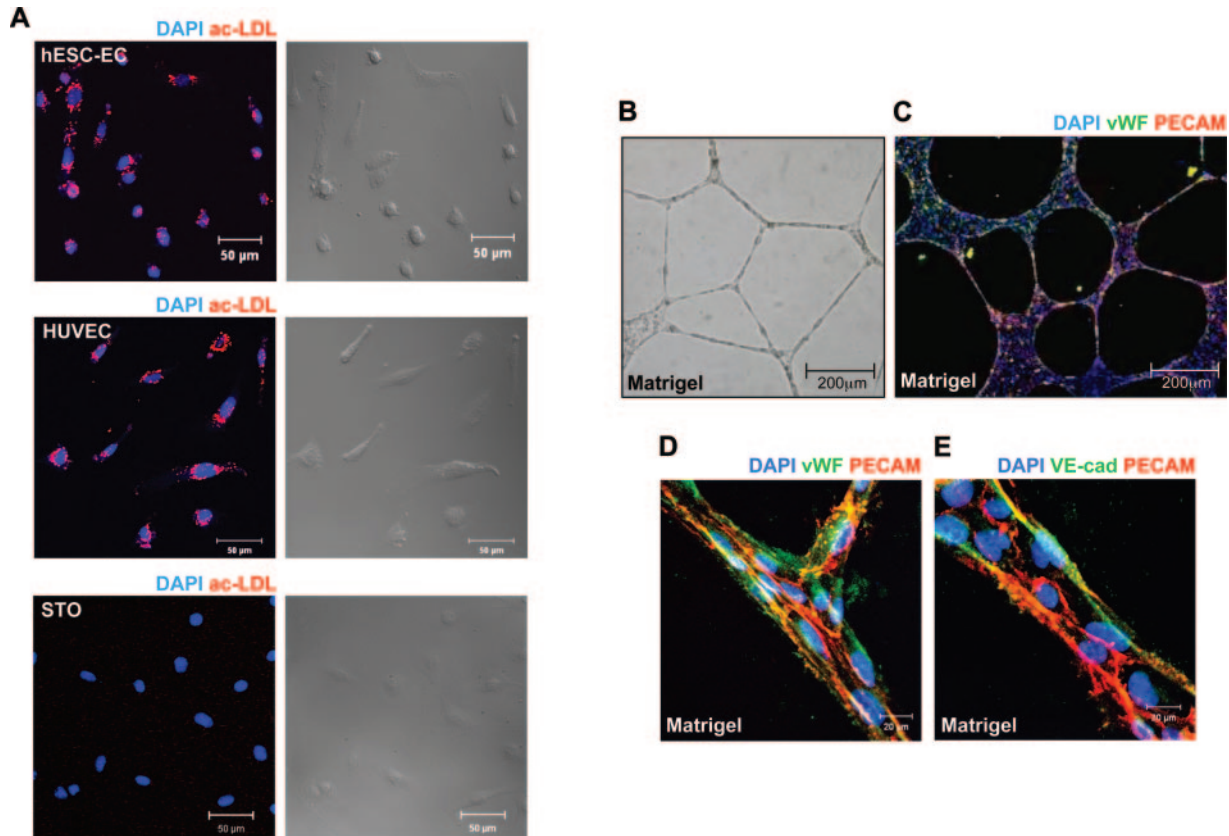 A
DAPI ac-LDL
hESC-EC
50 µm
50 µm
DAPI ac-LDL
HUVEC
50 µm
50 µm
DAPI ac-LDL
STO
50 µm
50 µm
B
Matrigel
200µm
C
DAPI vWF PECAM
Matrigel
200µm
D
DAPI vWF PECAM
Matrigel
20 µm
E
DAPI VE-cad PECAM
Matrigel